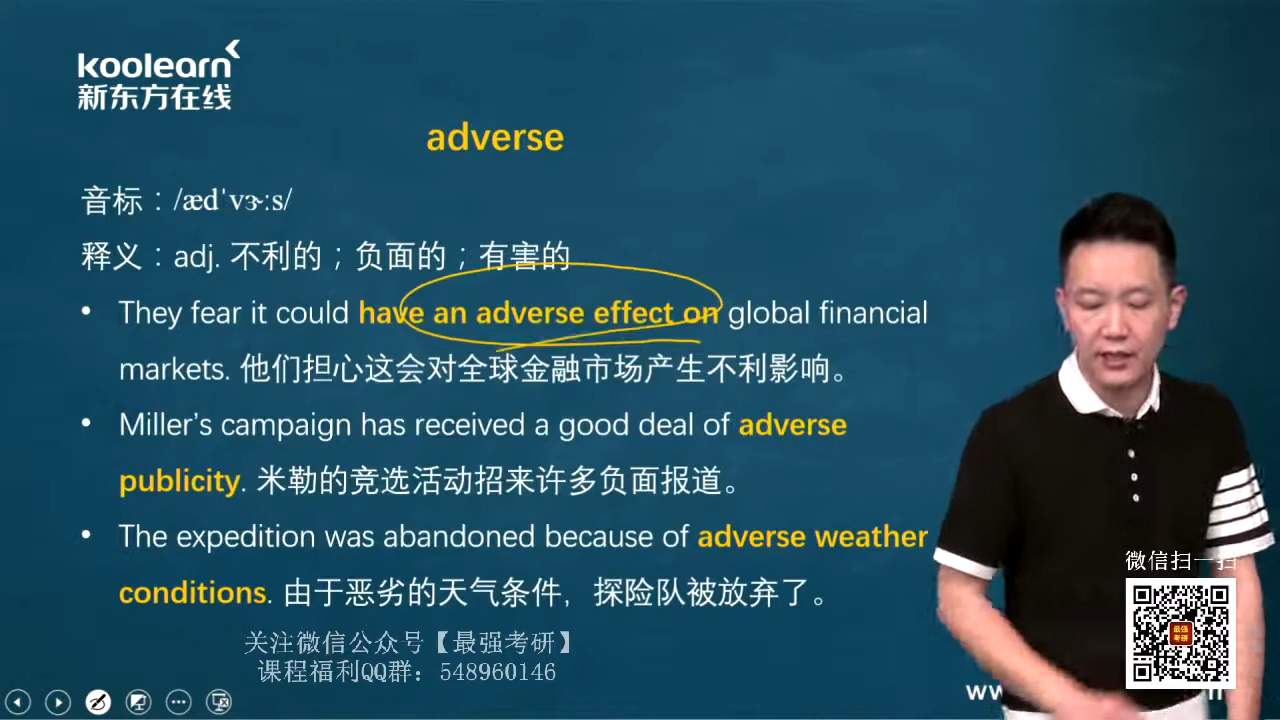 koolearn
新东方在线
adverse
音标：/ædˈvɝːs/
释义：adj. 不利的；负面的；有害的
• They fear it could have an adverse effect on global financial
markets. 他们担心这会对全球金融市场产生不利影响。
• Miller’s campaign has received a good deal of adverse
publicity. 米勒的竞选活动招来许多负面报道。
• The expedition was abandoned because of adverse weather
conditions. 由于恶劣的天气条件，探险队被放弃了。
微信扫一扫
最强
考研
关注微信公众号【最强考研】
课程福利QQ群：548960146